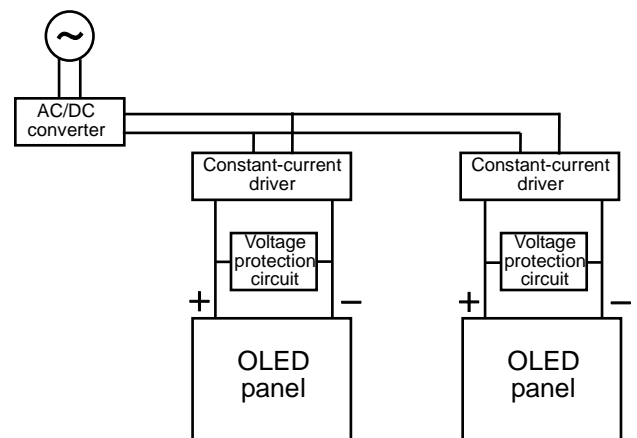 ~
AC/DC
converter
Constant-current
driver
Constant-current
driver
Voltage
protection
circuit
Voltage
protection
circuit
+ −
+ −
OLED
panel
OLED
panel